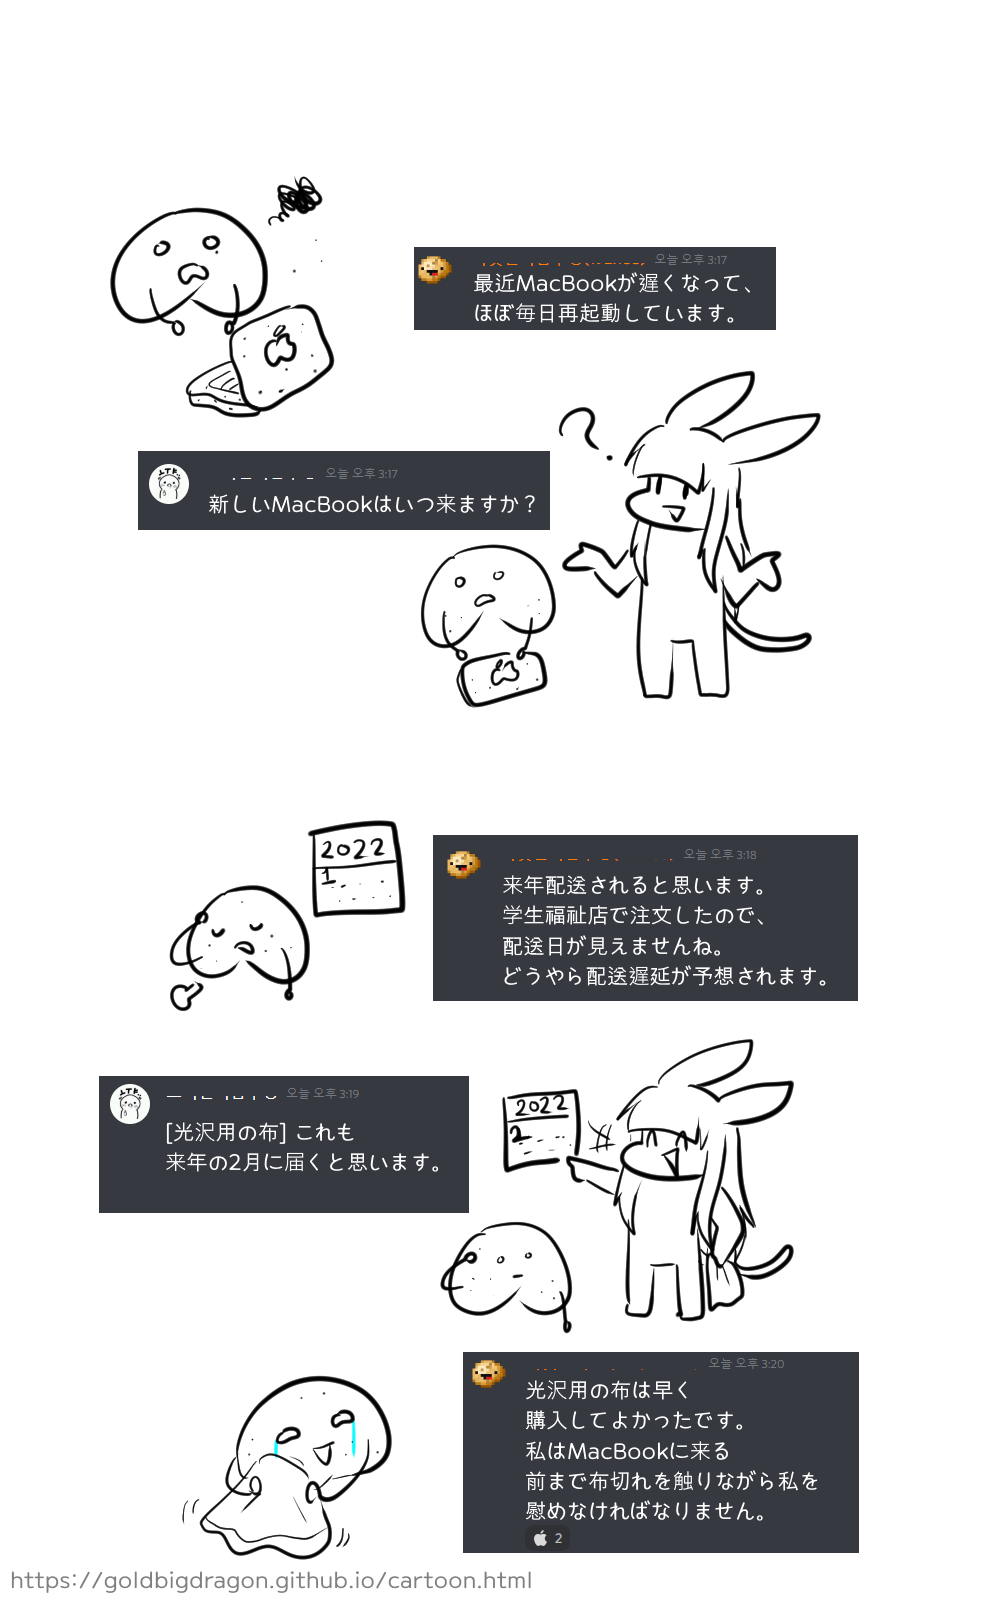 오늘 오후 3:17
最近MacBookが遅くなって、
ほぼ毎日再起動しています。
오늘 오후 3:17
新しいMacBookはいつ来ますか？
2022
1
오늘 오후 3:18
来年配送されると思います。
学生福祉店で注文したので、
配送日が見えませんね。
どうやら配送遅延が予想されます。
오늘 오후 3:19
[光沢用の布] これも
来年の2月に届くと思います。
2022
2
오늘 오후 3:20
光沢用の布は早く
購入してよかったです。
私はMacBookに来る
前まで布切れを触りながら私を
慰めなければなりません。
2
https://goldbigdragon.github.io/cartoon.html